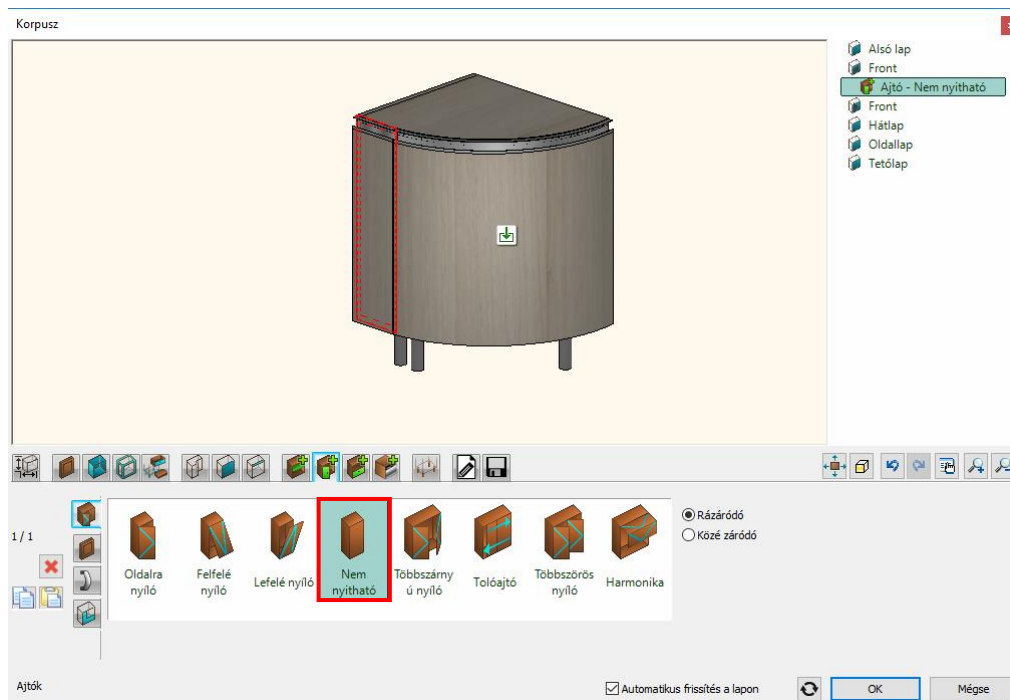 Korpusz
Alsó lap
Front
Ajtó - Nem nyitható
Front
Hátlap
Oldallap
Tetőlap
1 / 1
Oldalra
nyíló
Felfelé
nyíló
Lefelé nyíló
Nem
nyitható
Többszárny
ú nyíló
Tolóajtó
Többszörös
nyíló
Harmonika
Rázáródó
Közé záródó
Ajtók
Automatikus frissítés a lapon
OK
Mégse